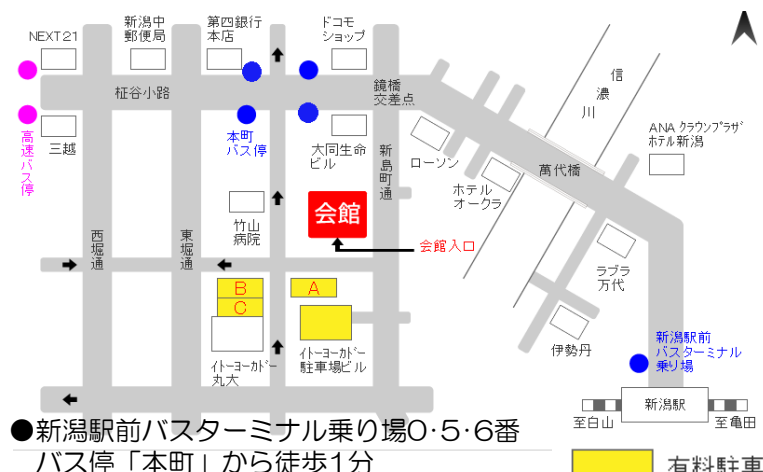 NEXT21
新潟中
郵便局
第四銀行
本店
ドコモ
ショップ
柾谷小路
鏡橋
交差点
信濃川
萬代橋
ANA クラウンプラザ
ホテル新潟
高速バス停
三越
本町
バス停
大同生命
ビル
新島町通
ローソン
ホテル
オークラ
竹山
病院
会館
会館入口
西堀通
東堀通
ラブラ
万代
B
C
A
イトーヨーカドー
丸大
イトーヨーカドー
駐車場ビル
伊勢丹
新潟駅前
バスターミナル
乗り場
新潟駅
至白山
至亀田
●新潟駅前バスターミナル乗り場0・5・6番
バス停「本町」から徒歩1分
有料駐車